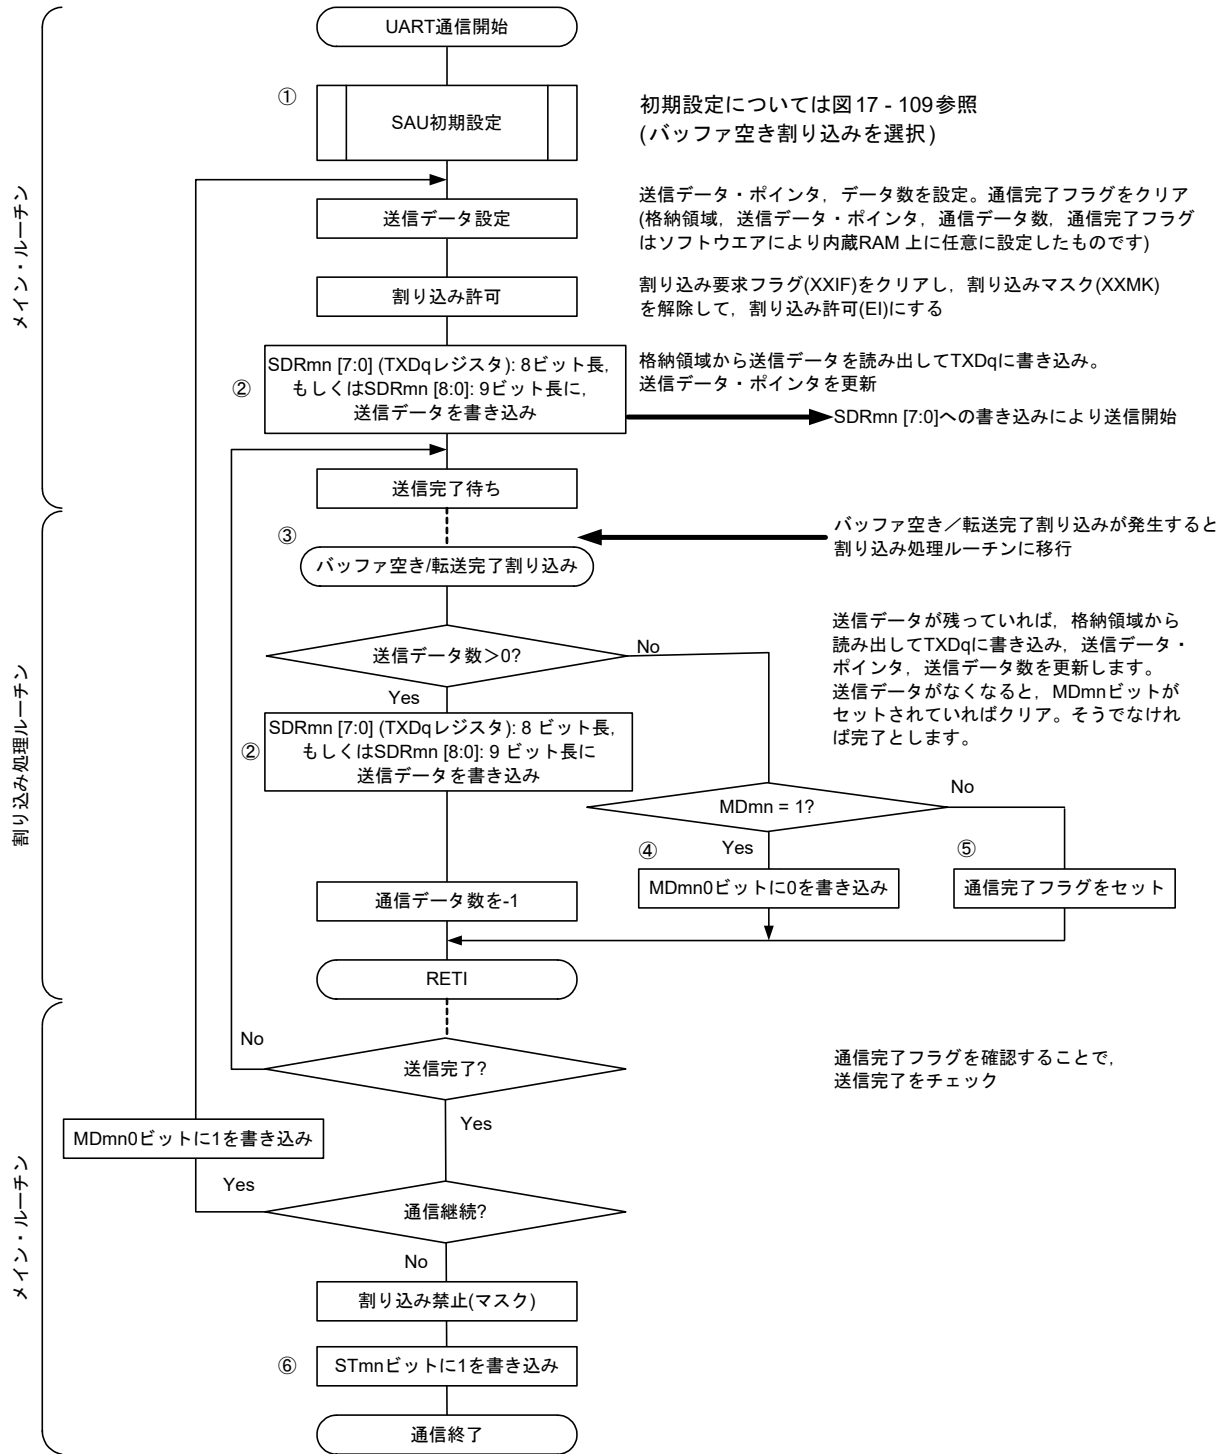 UART通信開始
①
SAU初期設定
初期設定については図17 - 109参照
(バッファ空き割り込みを選択)
メイン・ルーチン
送信データ設定
送信データ・ポインタ，データ数を設定。通信完了フラグをクリア
(格納領域，送信データ・ポインタ，通信データ数，通信完了フラグ
はソフトウエアにより内蔵RAM 上に任意に設定したものです)
割り込み許可
割り込み要求フラグ(XXIF)をクリアし，割り込みマスク(XXMK)
を解除して，割り込み許可(EI)にする
②
SDRmn [7:0] (TXDqレジスタ): 8ビット長,
もしくはSDRmn [8:0]: 9ビット長に,
送信データを書き込み
格納領域から送信データを読み出してTXDqに書き込み。
送信データ・ポインタを更新
SDRmn [7:0]への書き込みにより送信開始
送信完了待ち
③
バッファ空き/転送完了割り込み
バッファ空き／転送完了割り込みが発生すると
割り込み処理ルーチンに移行
割り込み処理ルーチン
送信データ数＞0?
No
Yes
送信データが残っていれば，格納領域から
読み出してTXDqに書き込み，送信データ・
ポインタ，送信データ数を更新します。
送信データがなくなると，MDmnビットが
セットされていればクリア。そうでなけれ
ば完了とします。
②
SDRmn [7:0] (TXDqレジスタ): 8 ビット長,
もしくはSDRmn [8:0]: 9 ビット長に
送信データを書き込み
MDmn = 1?
No
Yes
④
MDmn0ビットに0を書き込み
⑤
通信完了フラグをセット
通信データ数を-1
RETI
No
送信完了?
Yes
通信完了フラグを確認することで,
送信完了をチェック
メイン・ルーチン
MDmn0ビットに1を書き込み
Yes
通信継続?
No
割り込み禁止(マスク)
⑥
STmnビットに1を書き込み
通信終了